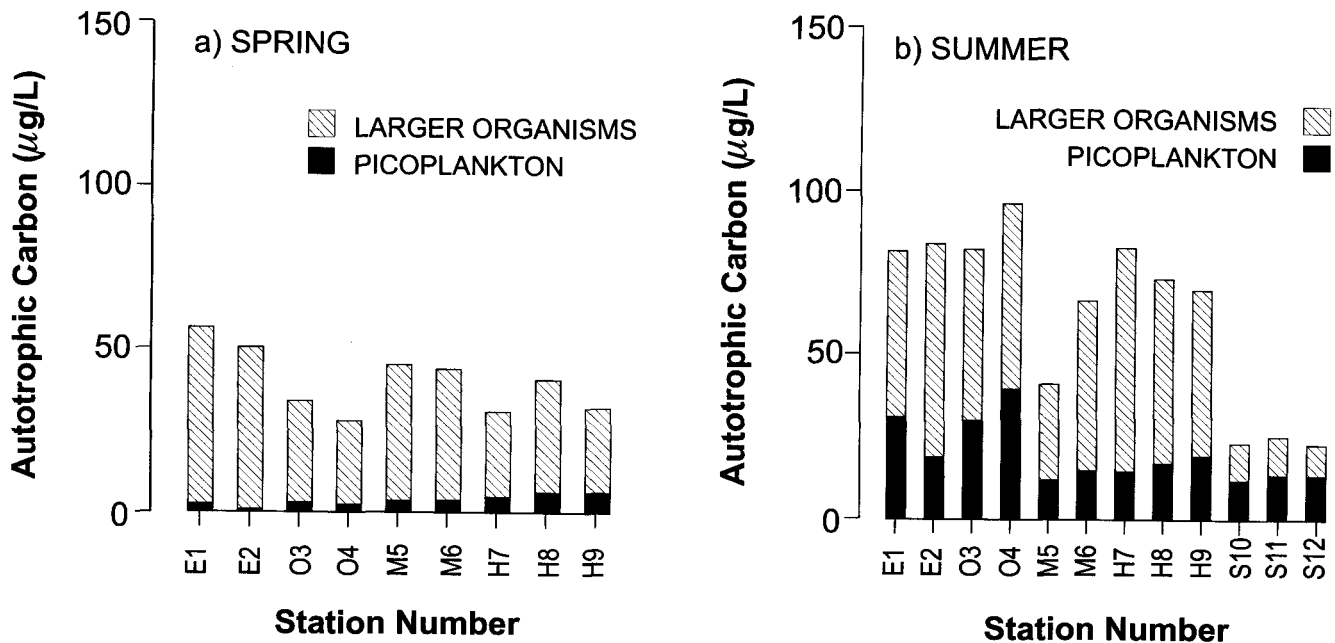 a) SPRING
150
100
50
0
Autotrophic Carbon (µg/L)
LARGER ORGANISMS
PICOPLANKTON
E1 E2 O3 O4 M5 M6 H7 H8 H9
Station Number
b) SUMMER
150
100
50
0
Autotrophic Carbon (µg/L)
LARGER ORGANISMS
PICOPLANKTON
E1 E2 O3 O4 M5 M6 H7 H8 H9 S10 S11 S12
Station Number